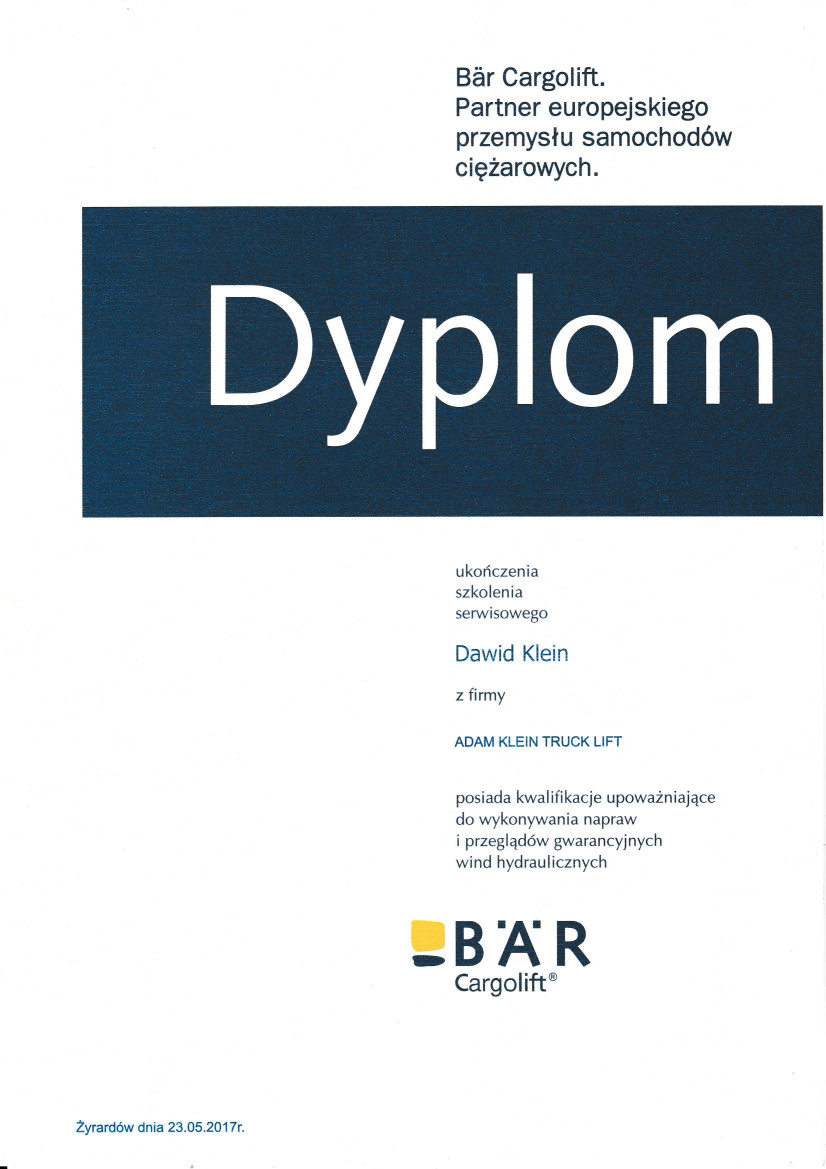 Bär Cargolift.
Partner europejskiego
przemysłu samochodów
ciężarowych.
Dyplom
ukończenia
szkolenia
serwisowego
Dawid Klein
z firmy
ADAM KLEIN TRUCK LIFT
posiada kwalifikacje upoważniające
do wykonywania napraw
i przeglądów gwarancyjnych
wind hydraulicznych
BÄR
Cargolift®
Żyrardów dnia 23.05.2017r.